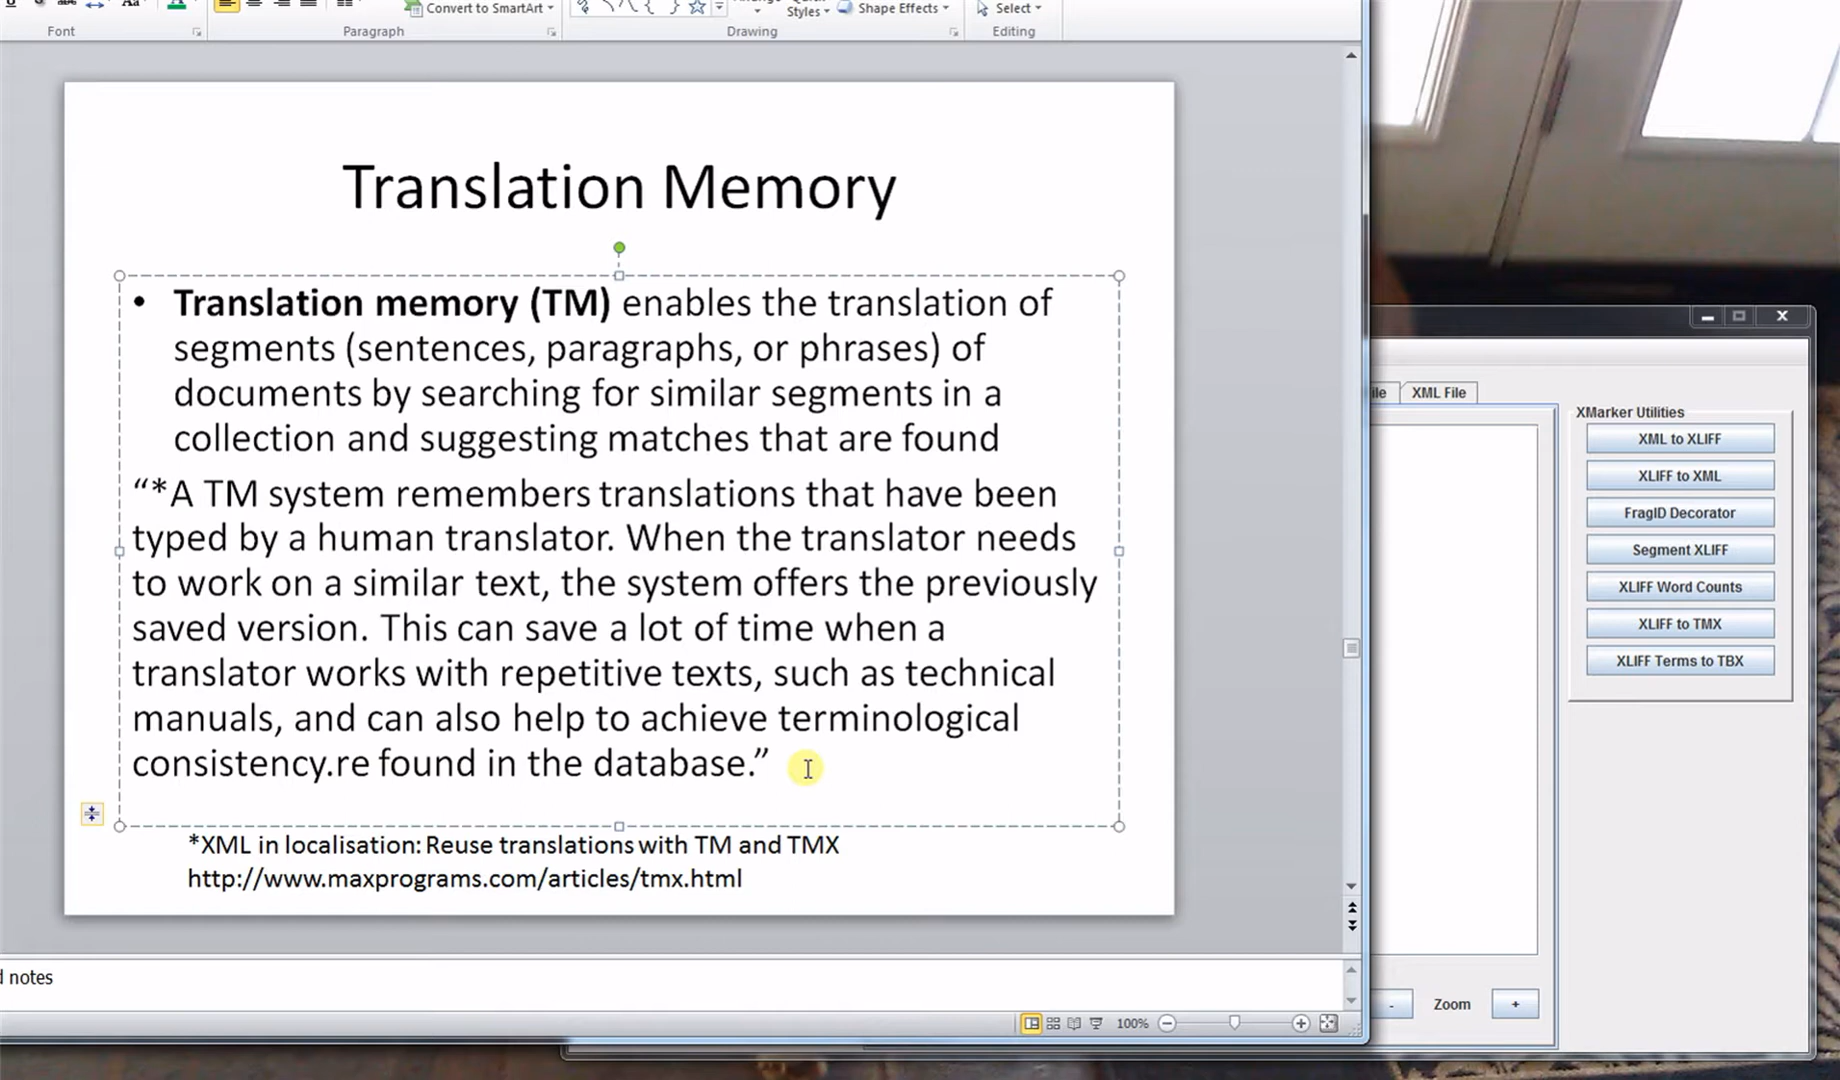 Convert to SmartArt
Styles
Shape Effects
Select
Font
Paragraph
Drawing
Editing
Translation Memory
• Translation memory (TM) enables the translation of
segments (sentences, paragraphs, or phrases) of
documents by searching for similar segments in a
collection and suggesting matches that are found
“*A TM system remembers translations that have been
typed by a human translator. When the translator needs
to work on a similar text, the system offers the previously
saved version. This can save a lot of time when a
translator works with repetitive texts, such as technical
manuals, and can also help to achieve terminological
consistency.re found in the database.”
*XML in localisation: Reuse translations with TM and TMX
http://www.maxprograms.com/articles/tmx.html
notes
100%
XML File
XMarker Utilities
XML to XLIFF
XLIFF to XML
FragID Decorator
Segment XLIFF
XLIFF Word Counts
XLIFF to TMX
XLIFF Terms to TBX
- Zoom +